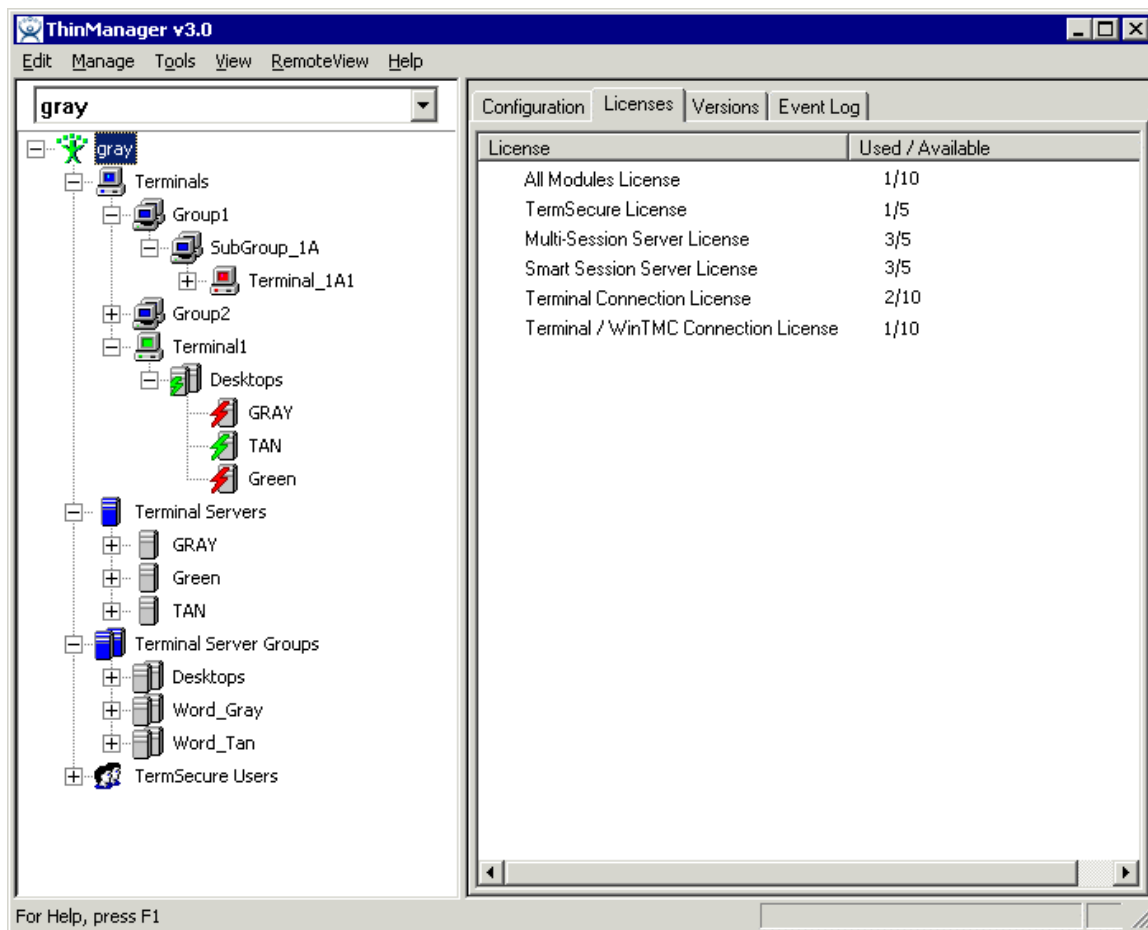 ThinManager v3.0
Edit Manage Tools View RemoteView Help
gray
gray
Terminals
Group1
SubGroup_1A
Terminal_1A1
Group2
Terminal1
Desktops
GRAY
TAN
Green
Terminal Servers
GRAY
Green
TAN
Terminal Server Groups
Desktops
Word_Gray
Word_Tan
TermSecure Users
Configuration Licenses Versions Event Log
License Used / Available
All Modules License 1/10
TermSecure License 1/5
Multi-Session Server License 3/5
Smart Session Server License 3/5
Terminal Connection License 2/10
Terminal / WinTMC Connection License 1/10
For Help, press F1